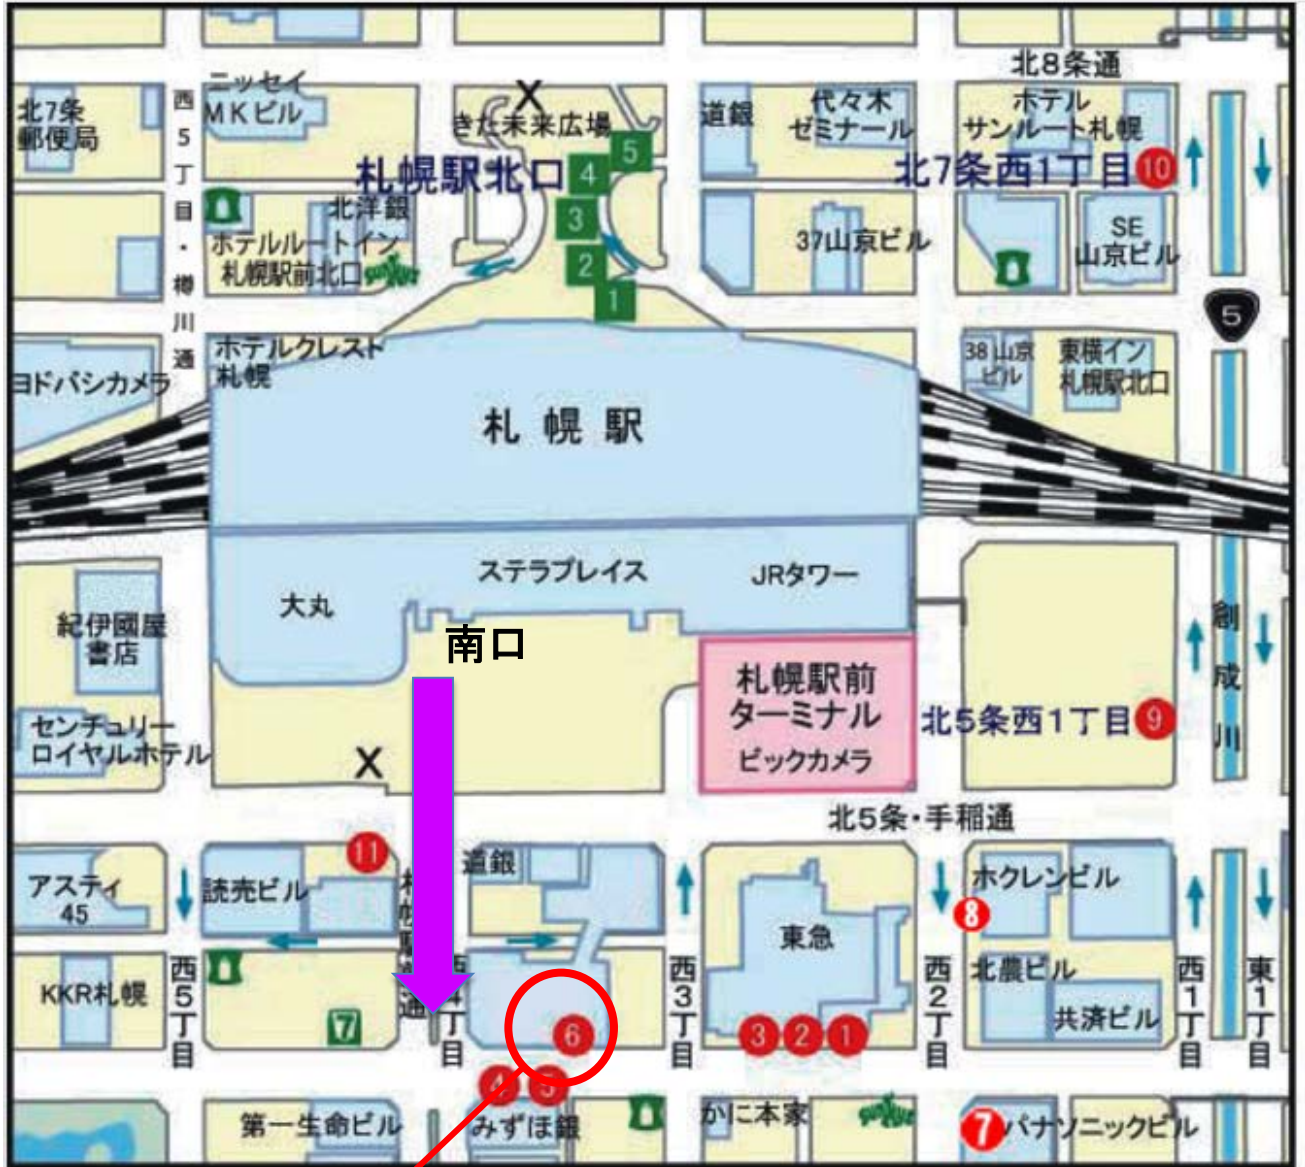 北8条通
北7条
郵便局
西5丁目・樽川通
ニッセイ
MKビル
X
きた未来広場
道銀
代々木
ゼミナール
ホテル
サンルート札幌
札幌駅北口
5
4
3
2
1
北7条西1丁目
10
北洋銀
ホテルルートイン
札幌駅前北口
37山京ビル
SE
山京ビル
5
ホテルクレスト
札幌
ヨドバシカメラ
38山京
ビル
東横イン
札幌駅北口
札幌駅
ステラプレイス
JRタワー
大丸
紀伊國屋
書店
南口
創成川
札幌駅前
ターミナル
ビックカメラ
北5条西1丁目
9
センチュリー
ロイヤルホテル
X
北5条・手稲通
11
道銀
アスティ
45
読売ビル
ホクレンビル
8
東急
KKR札幌
西5丁目
7
通
丁目
6
西3丁目
3
2
1
西2丁目
北農ビル
共済ビル
西1丁目
東1丁目
4
5
第一生命ビル
みずほ銀
かに本家
7
パナソニックビル